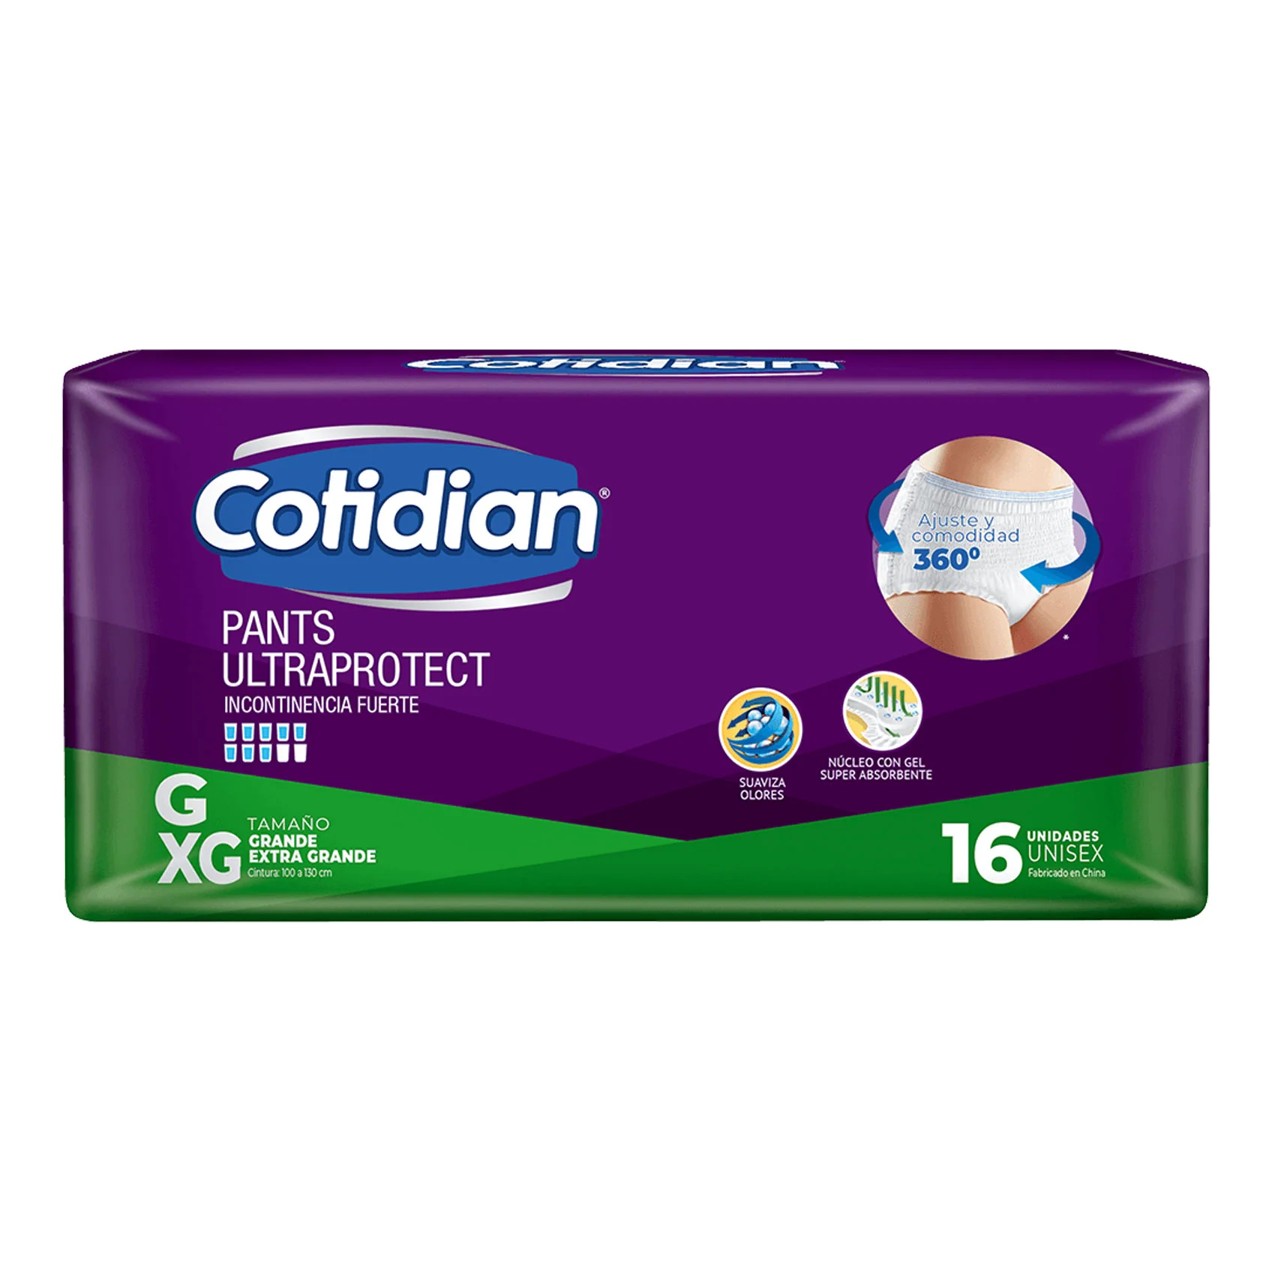 Cotidian
Cotidian®
PANTS
ULTRAPROTECT
INCONTINENCIA FUERTE
Ajuste y
comodidad
360º
*
SUAVIZA
OLORES
NÚCLEO CON GEL
SUPER ABSORBENTE
G
XG
TAMAÑO
GRANDE
EXTRA GRANDE
Cintura: 100 a 130 cm
16
UNIDADES
UNISEX
Fabricado en China